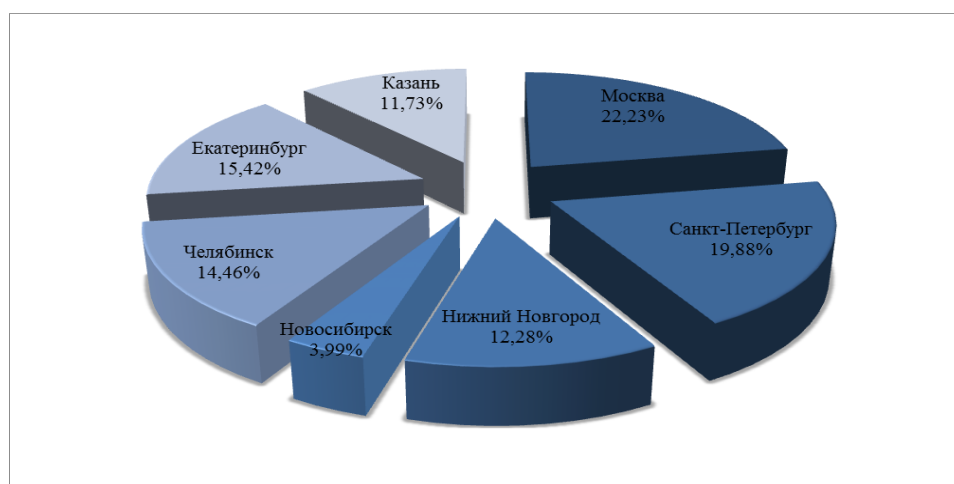 Казань
11,73%
Москва
22,23%
Екатеринбург
15,42%
Санкт-Петербург
19,88%
Челябинск
14,46%
Новосибирск
3,99%
Нижний Новгород
12,28%